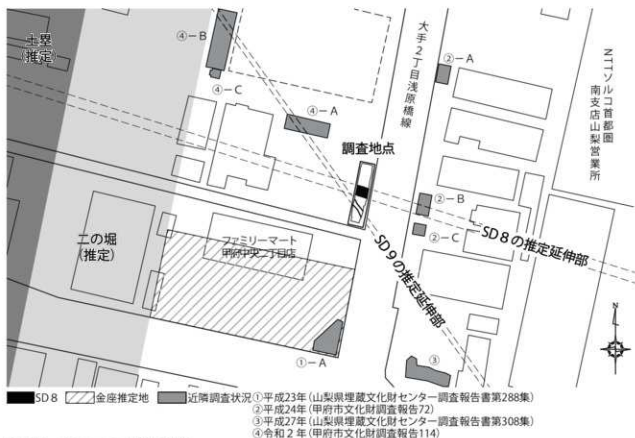 土塁
(推定)
④-B
④-C
④-A
大手2丁目浅原橋線
②-A
NTTソルコ首都圏
南支店山梨営業所
調査地点
②-B
②-C
SD8の推定延伸部
SD9の推定延伸部
二の堀
(推定)
ファミリーマート
甲府中央二丁目店
①-A
③
N
SD8 金座推定地 近隣調査状況 ①平成23年(山梨県埋蔵文化財センター調査報告書第288集)
②平成24年(甲府市文化財調査報告72)
③平成27年(山梨県埋蔵文化財センター調査報告書第308集)
④令和2年(甲府市文化財調査報告114)